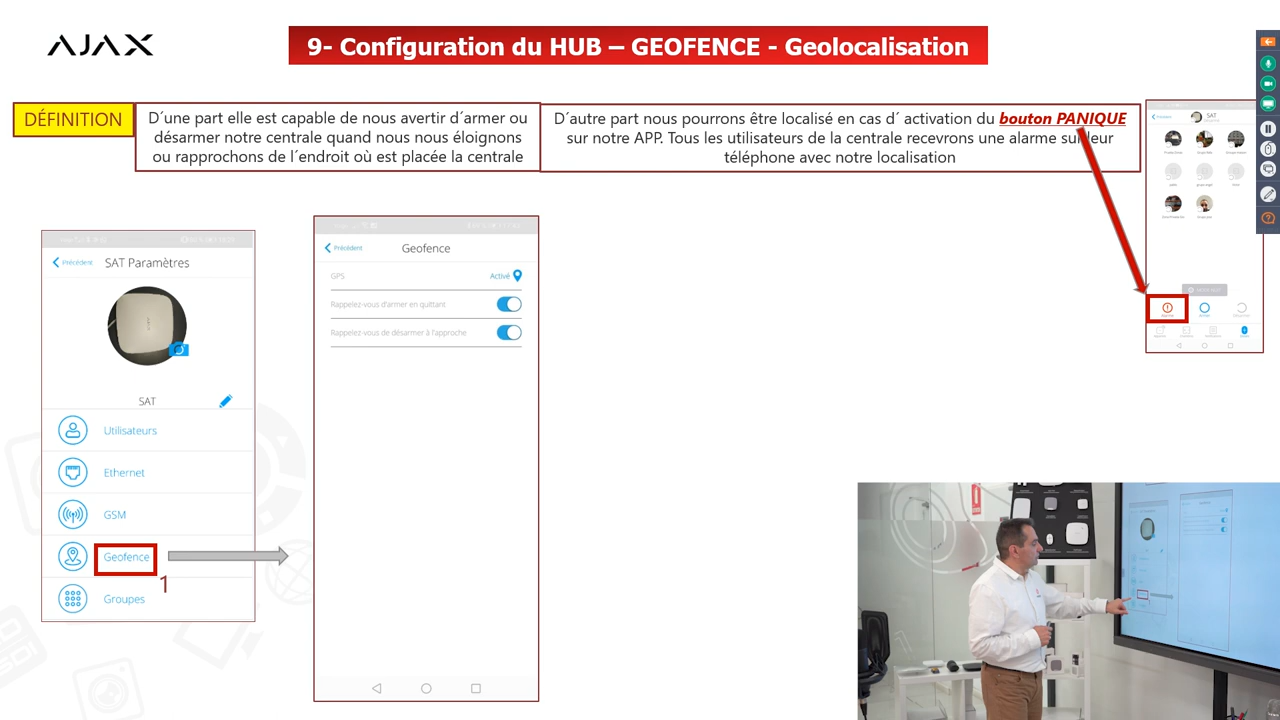 AJAX
9- Configuration du HUB – GEOFENCE - Geolocalisation
DÉFINITION
D´une part elle est capable de nous avertir d´armer ou
désarmer notre centrale quand nous nous éloignons
ou rapprochons de l´endroit où est placée la centrale
D´autre part nous pourrons être localisé en cas d´ activation du bouton PANIQUE
sur notre APP. Tous les utilisateurs de la centrale recevrons une alarme sur leur
téléphone avec notre localisation
SAT
Précédent
SAT Paramètres
SAT
Utilisateurs
Ethernet
GSM
Geofence
1
Groupes
Précédent
Geofence
GPS
Activé
Rappelez-vous d'armer en quittant
Rappelez-vous de désarmer à l'approche